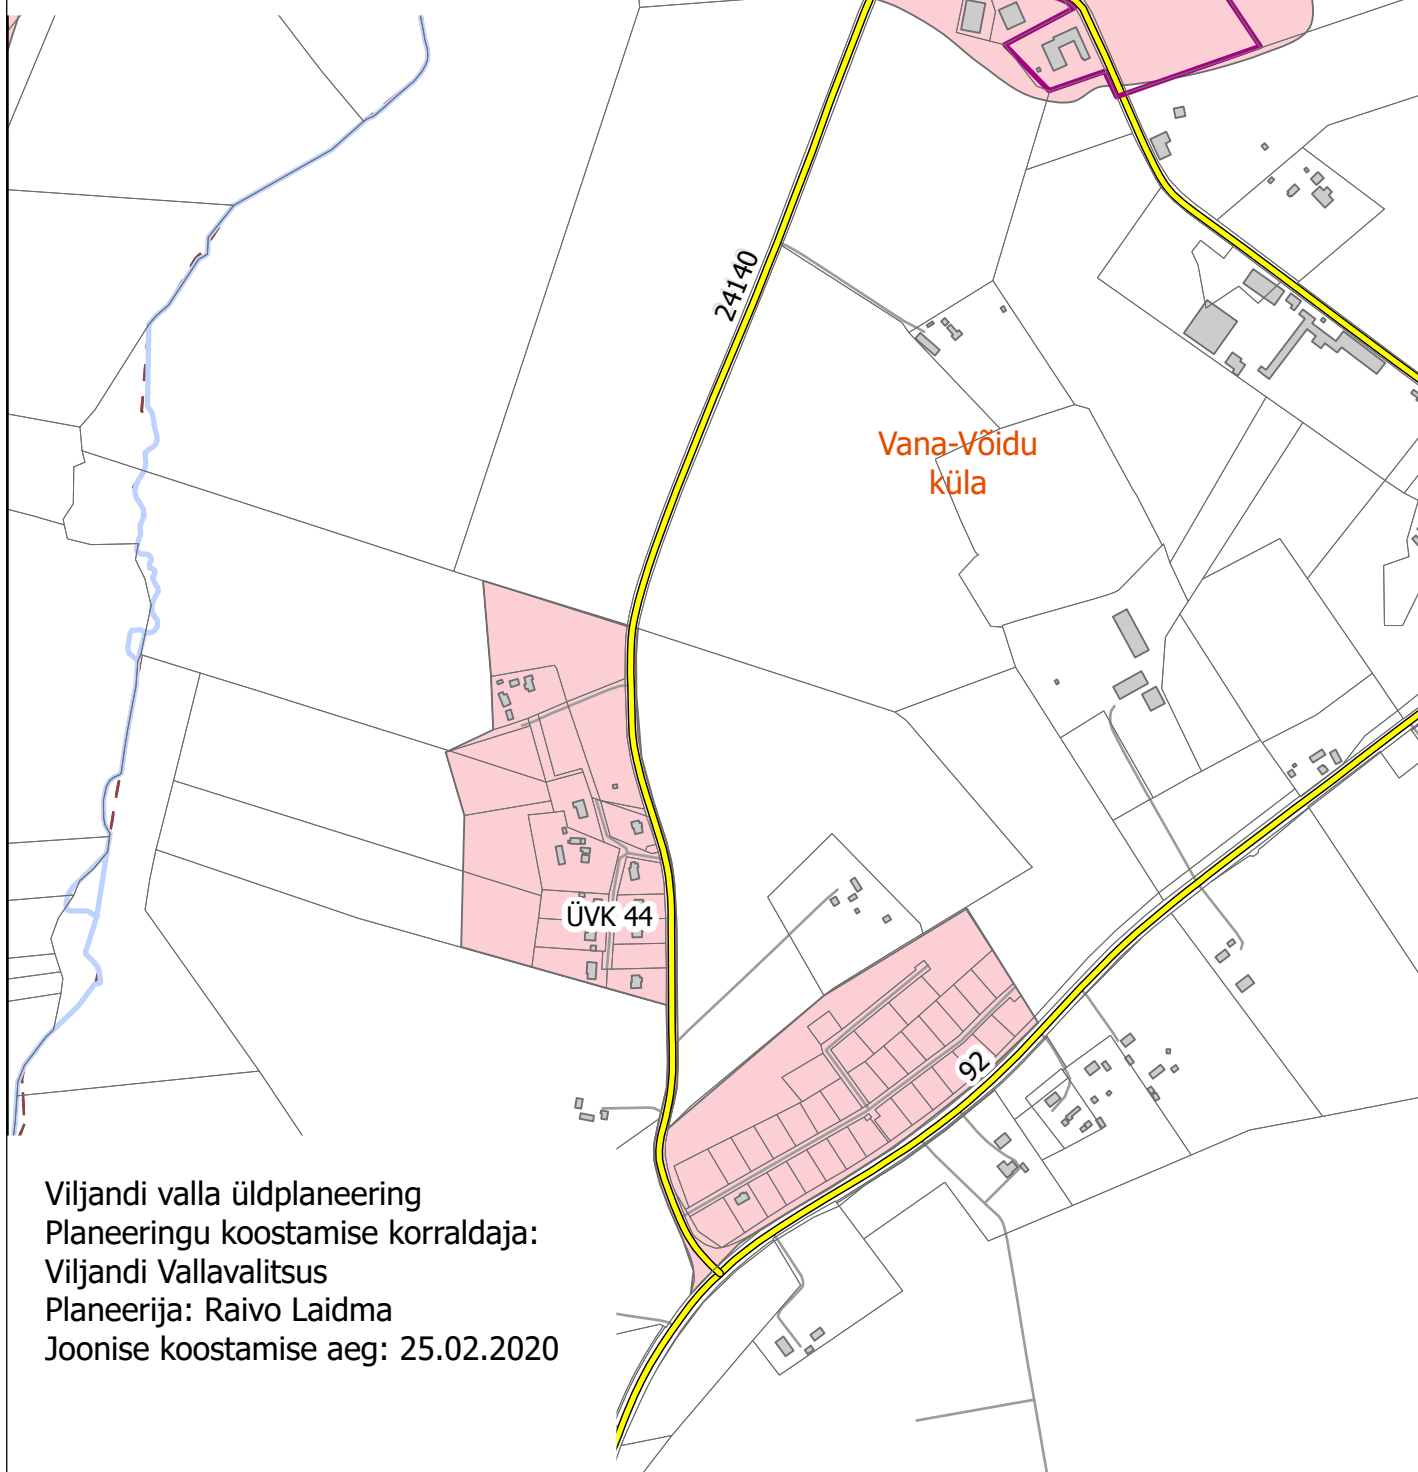 24140
Vana-Võidu
küla
ÜVK 44
92
Viljandi valla üldplaneering
Planeeringu koostamise korraldaja:
Viljandi Vallavalitsus
Planeerija: Raivo Laidma
Joonise koostamise aeg: 25.02.2020